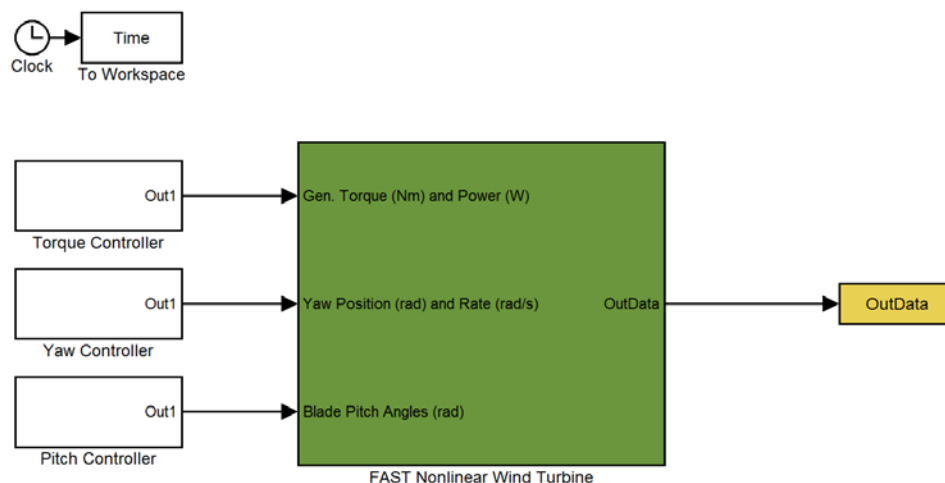 Time
Clock
To Workspace
Out1
Gen. Torque (Nm) and Power (W)
Torque Controller
Out1
Yaw Position (rad) and Rate (rad/s)
OutData
OutData
Yaw Controller
Out1
Blade Pitch Angles (rad)
Pitch Controller
FAST Nonlinear Wind Turbine